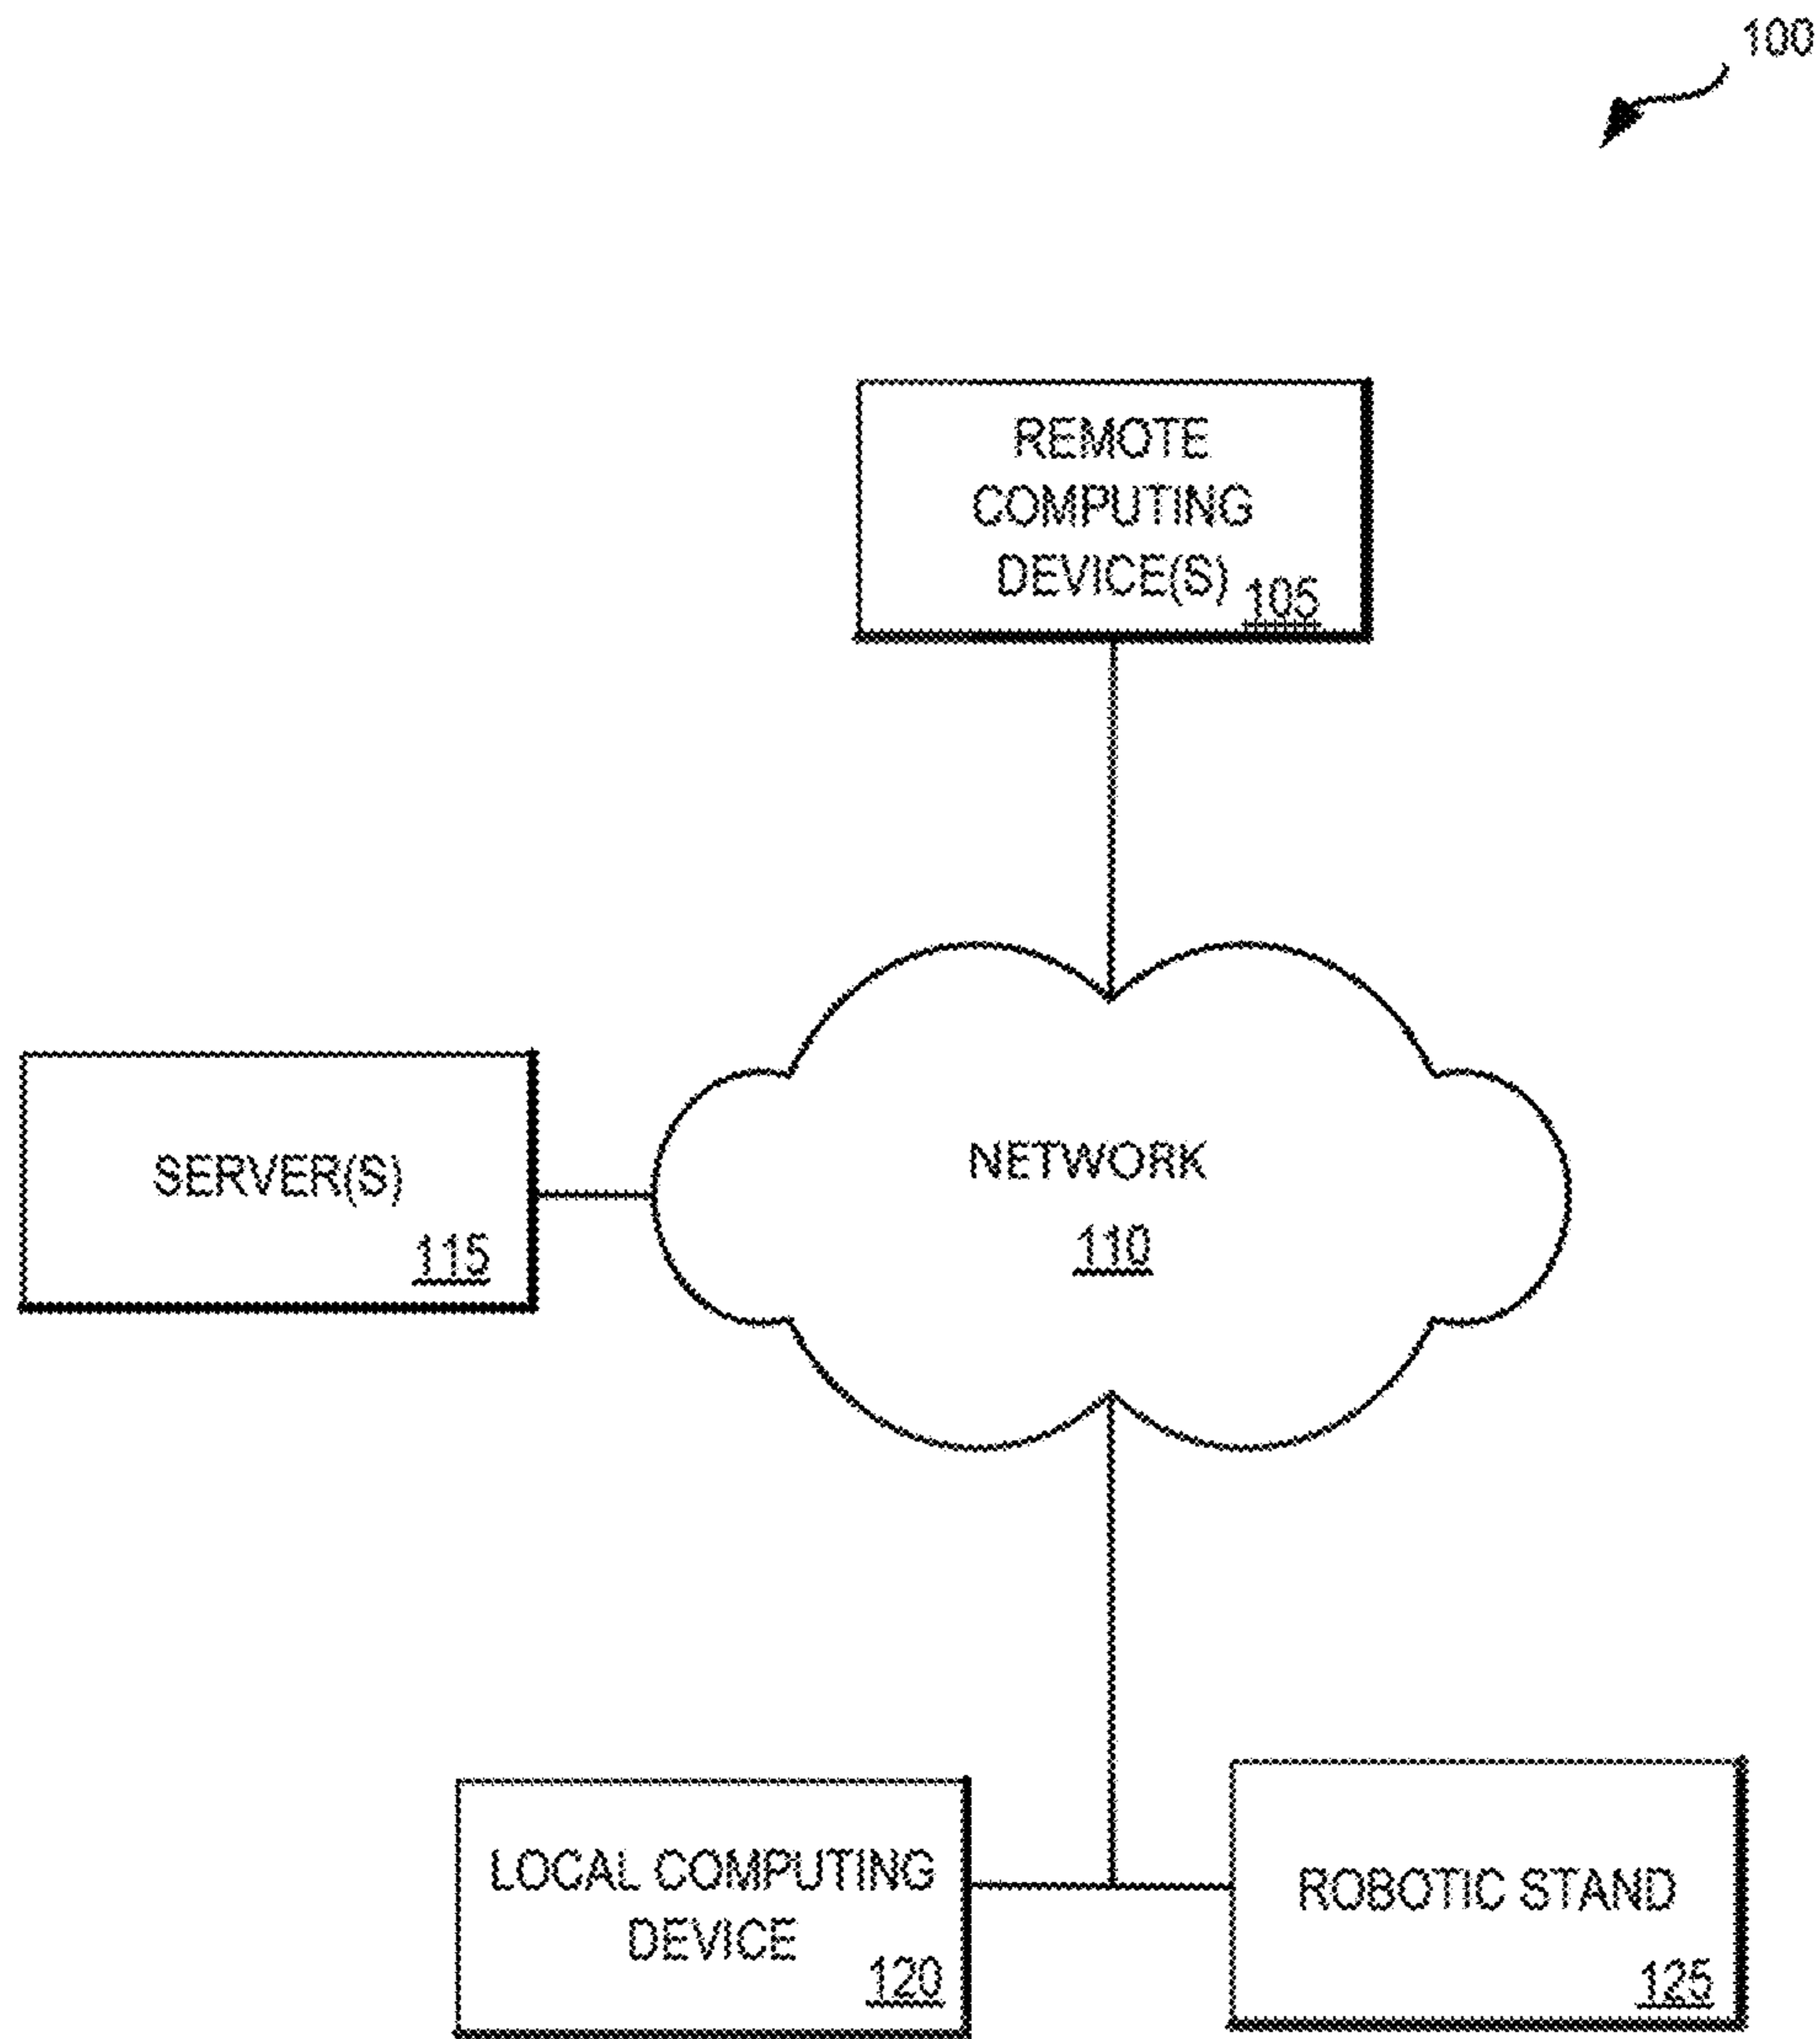 100
REMOTE
COMPUTING
DEVICE(S) 105
NETWORK
110
SERVER(S)
115
LOCAL COMPUTING
DEVICE
120
ROBOTIC STAND
125